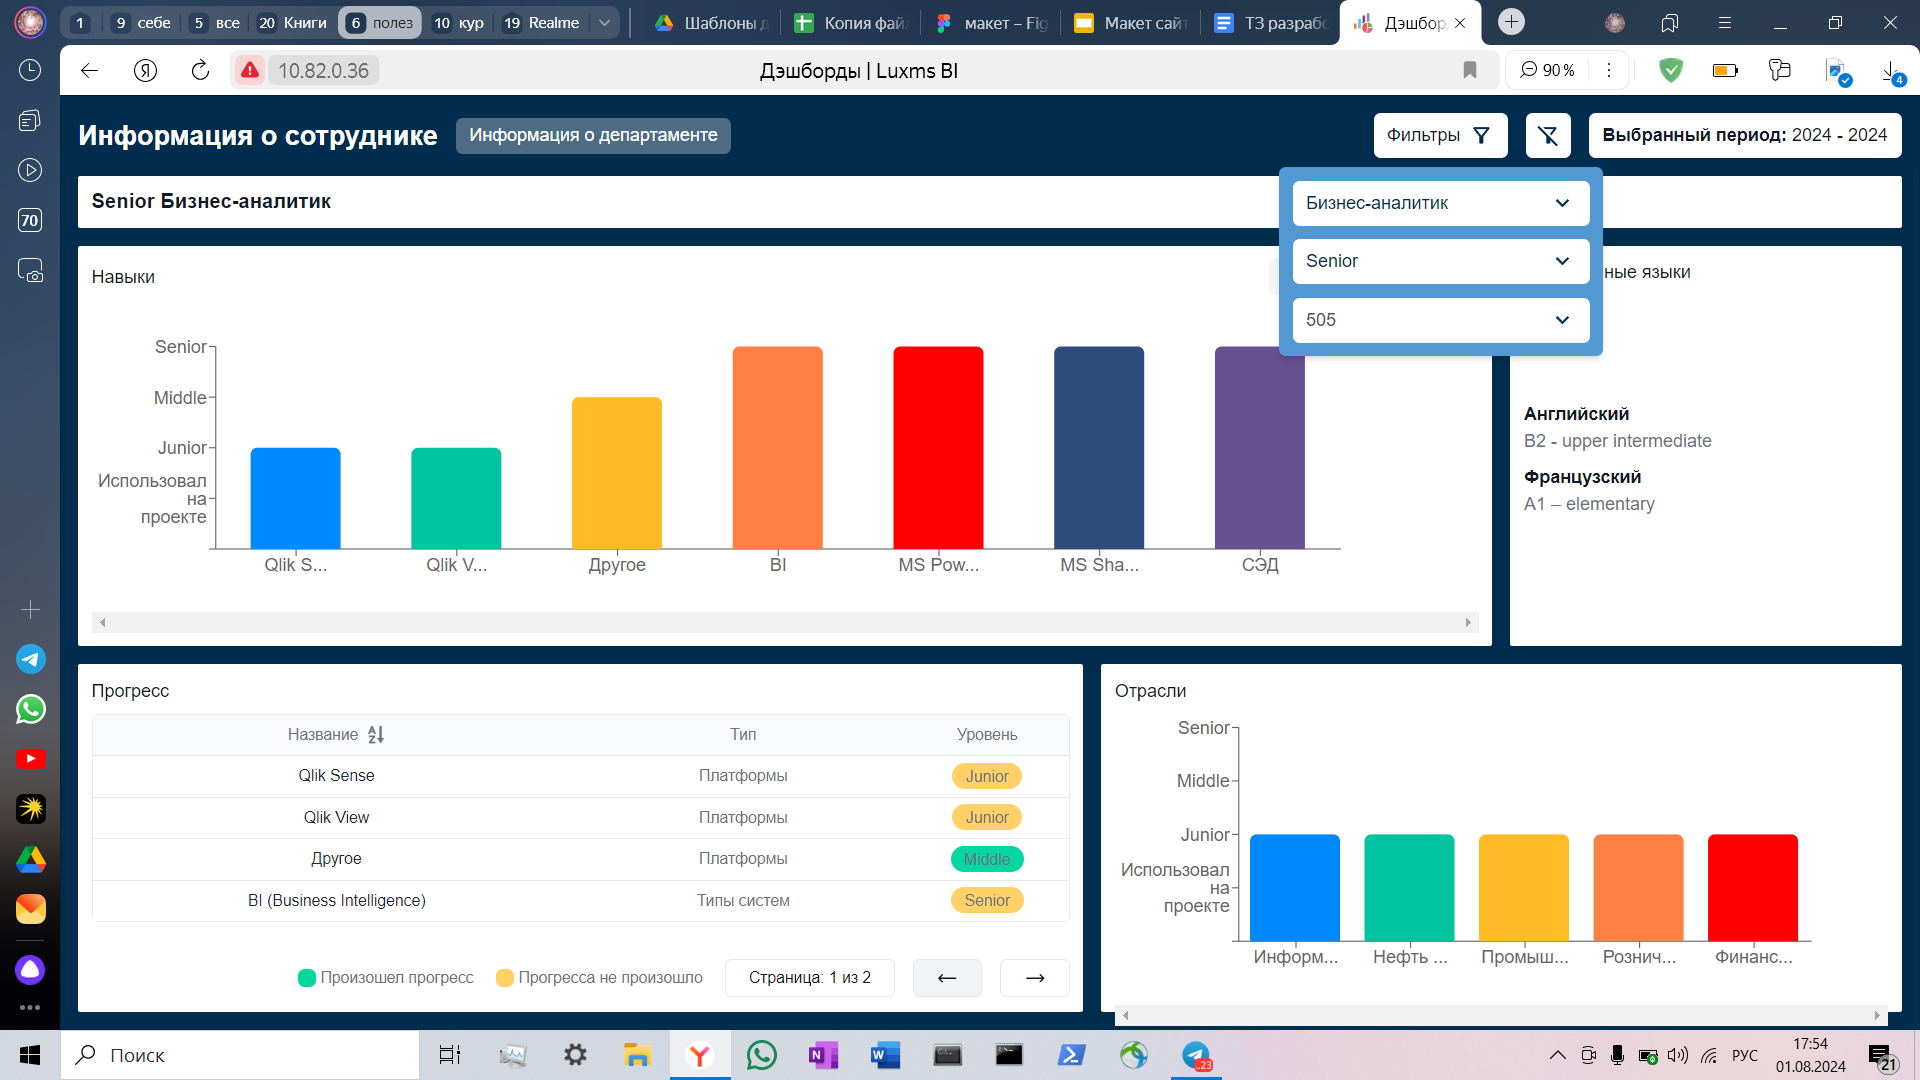 1
9 себе
5 все
20 Книги
6 полез
10 кур
19 Realme
Шаблоны д
Копия фай
макет – Fig
Макет сайт
ТЗ разраб
Дэшбор
10.82.0.36
Дэшборды | Luxms BI
90 %
4
70
Информация о сотруднике
Информация о департаменте
Фильтры
Выбранный период: 2024 - 2024
Senior Бизнес-аналитик
Бизнес-аналитик
Senior
505
Навыки
Senior
Middle
Junior
Использовал
на
проекте
Qlik S...
Qlik V...
Другое
BI
MS Pow...
MS Sha...
СЭД
ные языки
Английский
B2 - upper intermediate
Французский
A1 – elementary
Прогресс
Название
Тип
Уровень
Qlik Sense
Платформы
Junior
Qlik View
Платформы
Junior
Другое
Платформы
Middle
BI (Business Intelligence)
Типы систем
Senior
Произошел прогресс
Прогресса не произошло
Страница: 1 из 2
Отрасли
Senior
Middle
Junior
Использовал
на
проекте
Информ...
Нефть ...
Промыш...
Рознич...
Финанс...
Поиск
РУС
17:54
01.08.2024
21